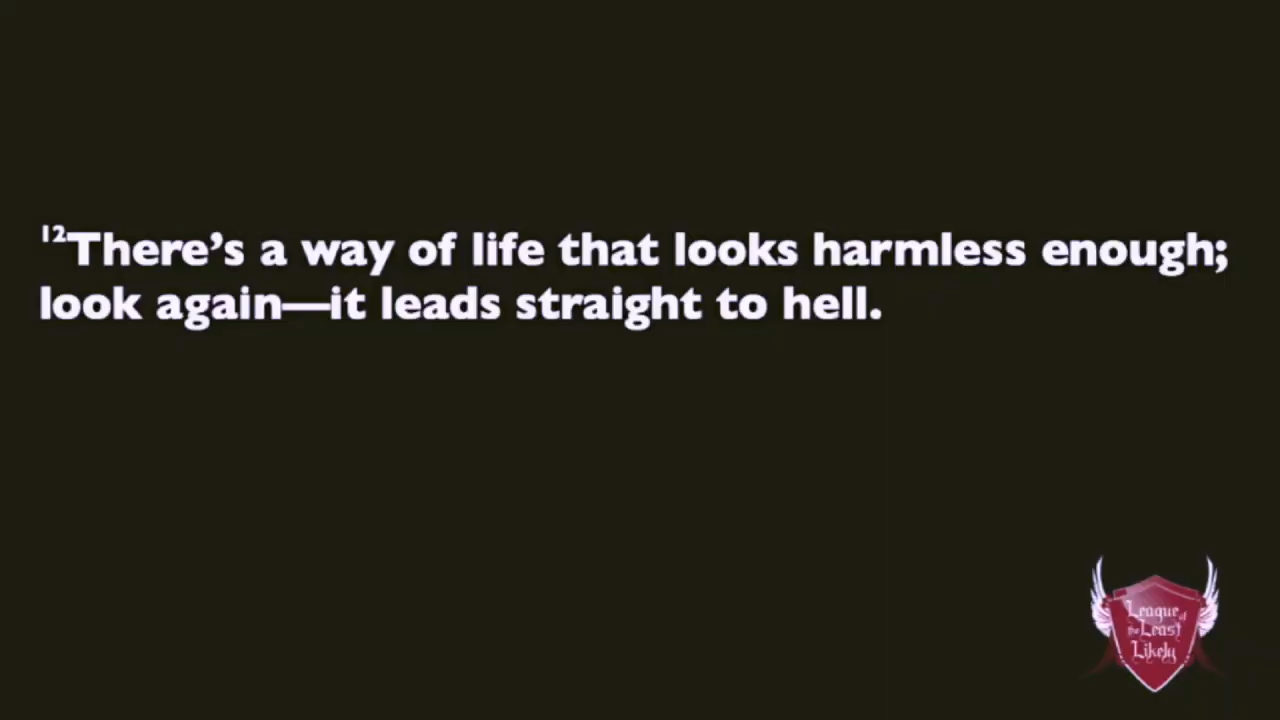 ¹²There’s a way of life that looks harmless enough;
look again—it leads straight to hell.
League of
the Least
Likely